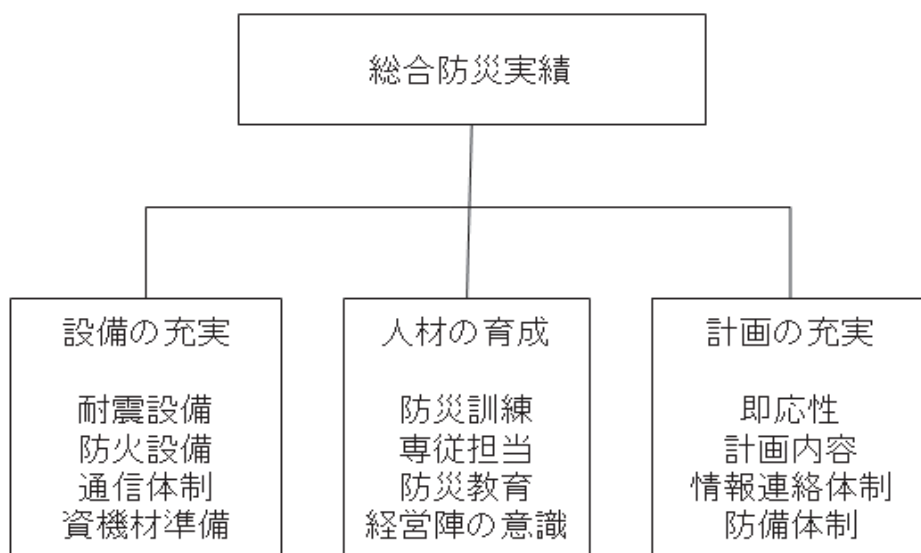 総合防災実績
設備の充実
耐震設備
防火設備
通信体制
資機材準備
人材の育成
防災訓練
専従担当
防災教育
経営陣の意識
計画の充実
即応性
計画内容
情報連絡体制
防備体制